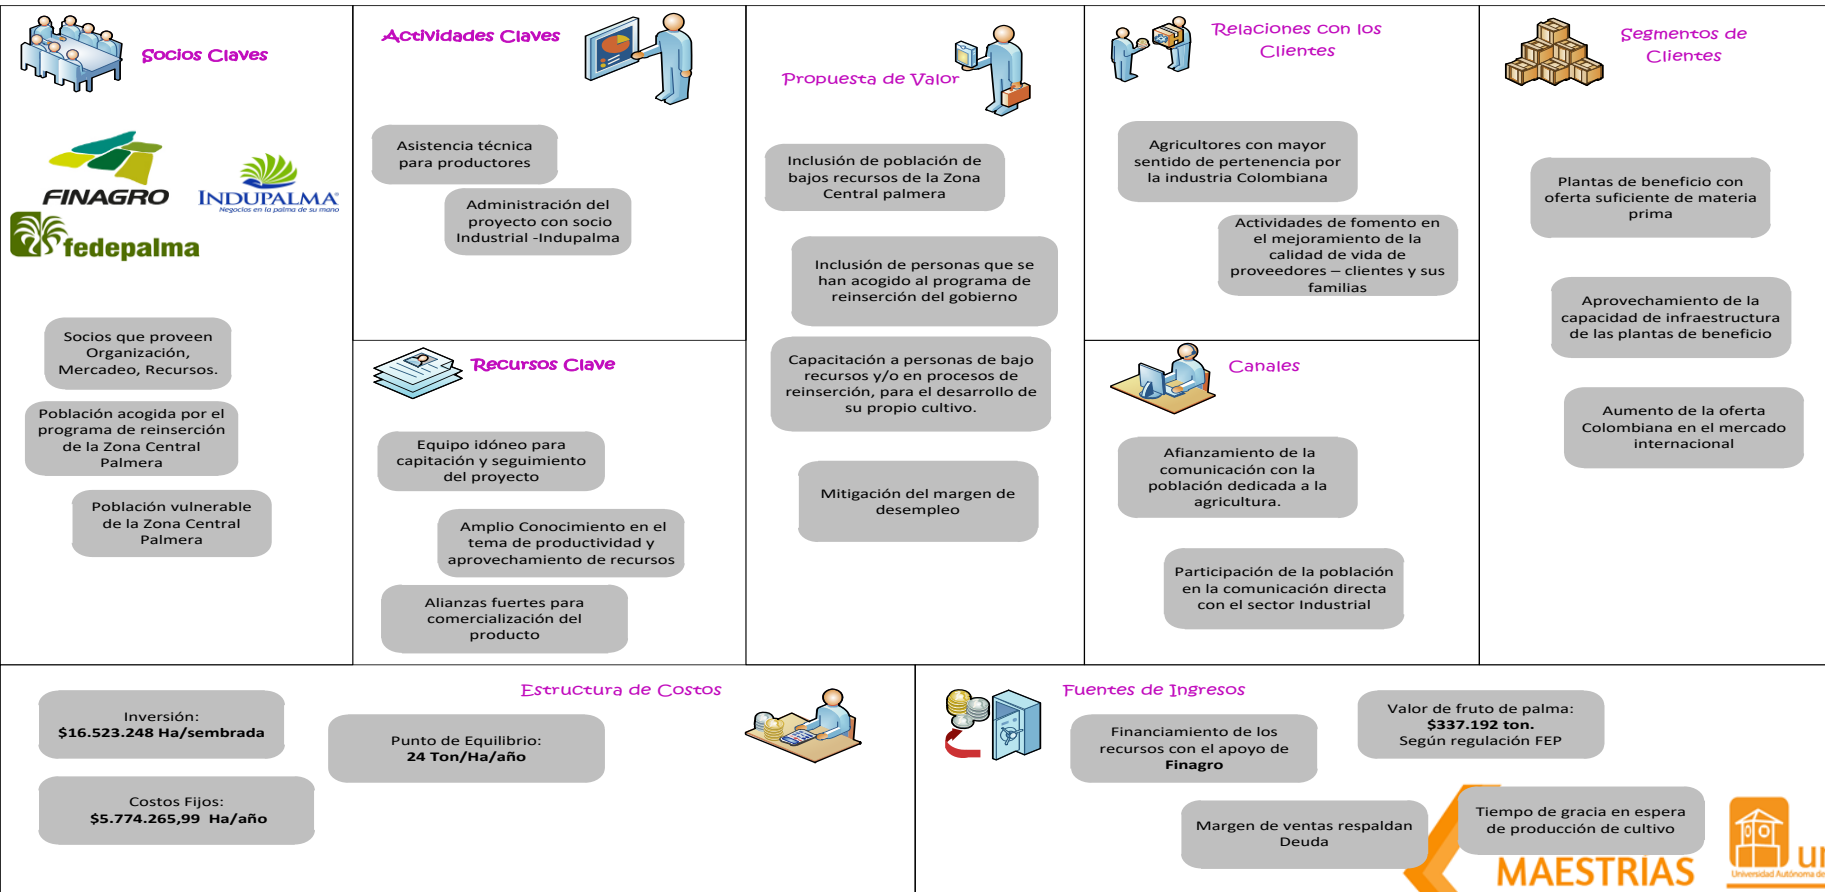 Socios Claves
FINAGRO
INDUPALMA
Negocios en la palma de su mano
fedepalma
Socios que proveen
Organización,
Mercadeo, Recursos.
Población acogida por el
programa de reinserción
de la Zona Central
Palmera
Población vulnerable
de la Zona Central
Palmera
Actividades Claves
Asistencia técnica
para productores
Administración del
proyecto con socio
Industrial -Indupalma
Recursos Clave
Equipo idóneo para
capitación y seguimiento
del proyecto
Amplio Conocimiento en el
tema de productividad y
aprovechamiento de recursos
Alianzas fuertes para
comercialización del
producto
Propuesta de Valor
Inclusión de población de
bajos recursos de la Zona
Central palmera
Inclusión de personas que se
han acogido al programa de
reinserción del gobierno
Capacitación a personas de bajo
recursos y/o en procesos de
reinserción, para el desarrollo de
su propio cultivo.
Mitigación del margen de
desempleo
Relaciones con los
Clientes
Agricultores con mayor
sentido de pertenencia por
la industria Colombiana
Actividades de fomento en
el mejoramiento de la
calidad de vida de
proveedores – clientes y sus
familias
Canales
Afianzamiento de la
comunicación con la
población dedicada a la
agricultura.
Participación de la población
en la comunicación directa
con el sector Industrial
Segmentos de
Clientes
Plantas de beneficio con
oferta suficiente de materia
prima
Aprovechamiento de la
capacidad de infraestructura
de las plantas de beneficio
Aumento de la oferta
Colombiana en el mercado
internacional
Estructura de Costos
Inversión:
$16.523.248 Ha/sembrada
Punto de Equilibrio:
24 Ton/Ha/año
Costos Fijos:
$5.774.265,99 Ha/año
Fuentes de Ingresos
Financiamiento de los
recursos con el apoyo de
Finagro
Valor de fruto de palma:
$337.192 ton.
Según regulación FEP
Margen de ventas respaldan
Deuda
Tiempo de gracia en espera
de producción de cultivo
MAESTRÍAS
un
Universidad Autónoma de